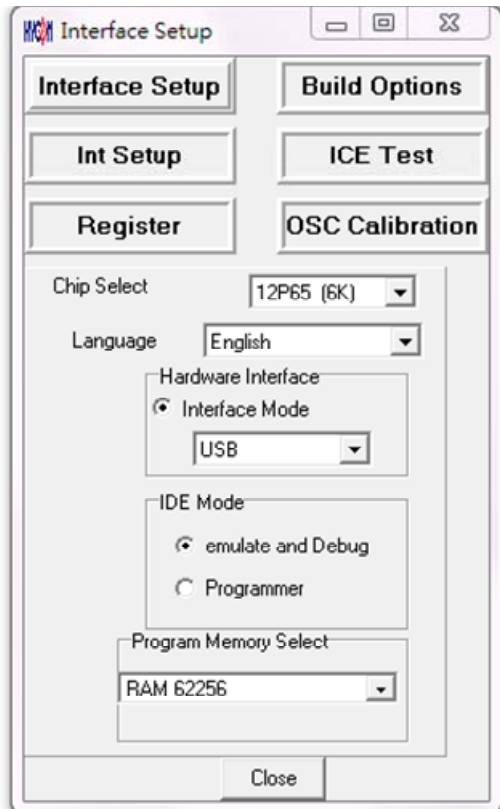 HYCON Interface Setup
Interface Setup Build Options
Int Setup ICE Test
Register OSC Calibration
Chip Select 12P65 (6K)
Language English
Hardware Interface
Interface Mode
USB
IDE Mode
emulate and Debug
Programmer
Program Memory Select
RAM 62256
Close